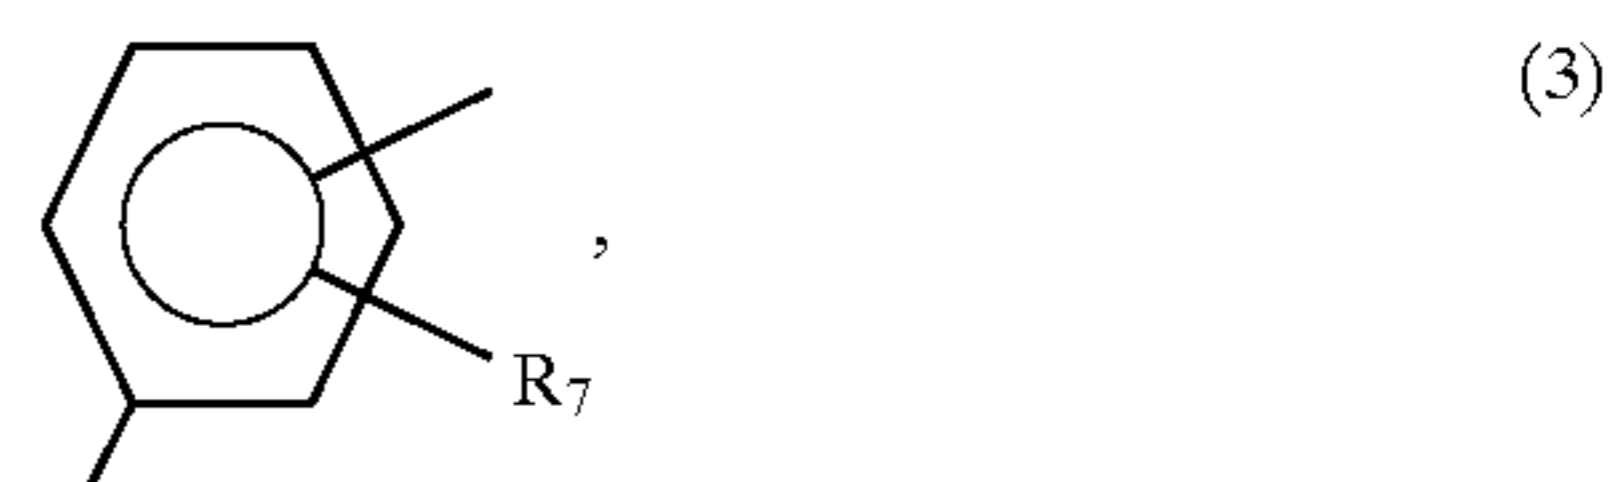 (3)
,
R₇